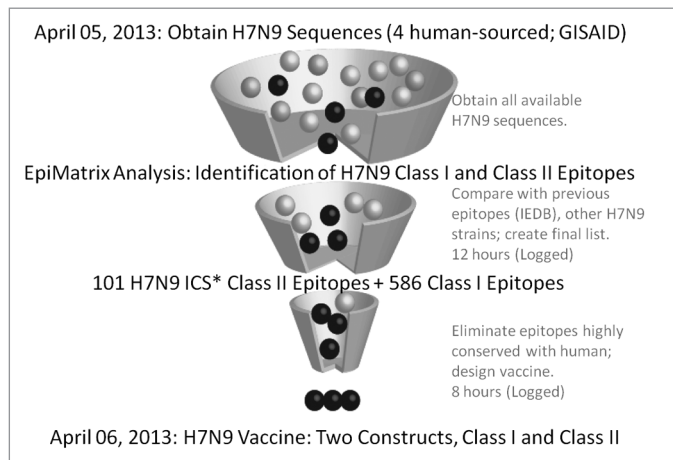 April 05, 2013: Obtain H7N9 Sequences (4 human-sourced; GISAID)
Obtain all available
H7N9 sequences.
EpiMatrix Analysis: Identification of H7N9 Class I and Class II Epitopes
Compare with previous
epitopes (IEDB), other H7N9
strains; create final list.
12 hours (Logged)
101 H7N9 ICS* Class II Epitopes + 586 Class I Epitopes
Eliminate epitopes highly
conserved with human;
design vaccine.
8 hours (Logged)
April 06, 2013: H7N9 Vaccine: Two Constructs, Class I and Class II